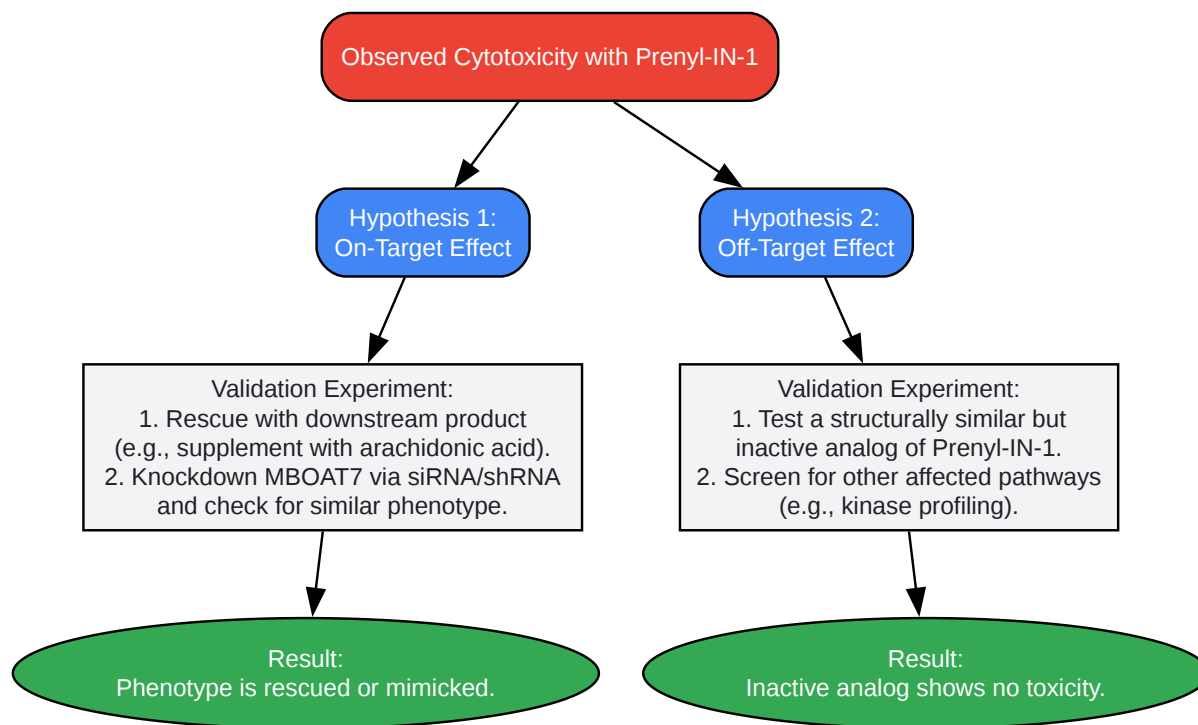 Observed Cytotoxicity with Prenyl-IN-1
Hypothesis 1:
On-Target Effect
Hypothesis 2:
Off-Target Effect
Validation Experiment:
1. Rescue with downstream product
(e.g., supplement with arachidonic acid).
2. Knockdown MBOAT7 via siRNA/shRNA
and check for similar phenotype.
Validation Experiment:
1. Test a structurally similar but
inactive analog of Prenyl-IN-1.
2. Screen for other affected pathways
(e.g., kinase profiling).
Result:
Phenotype is rescued or mimicked.
Result:
Inactive analog shows no toxicity.